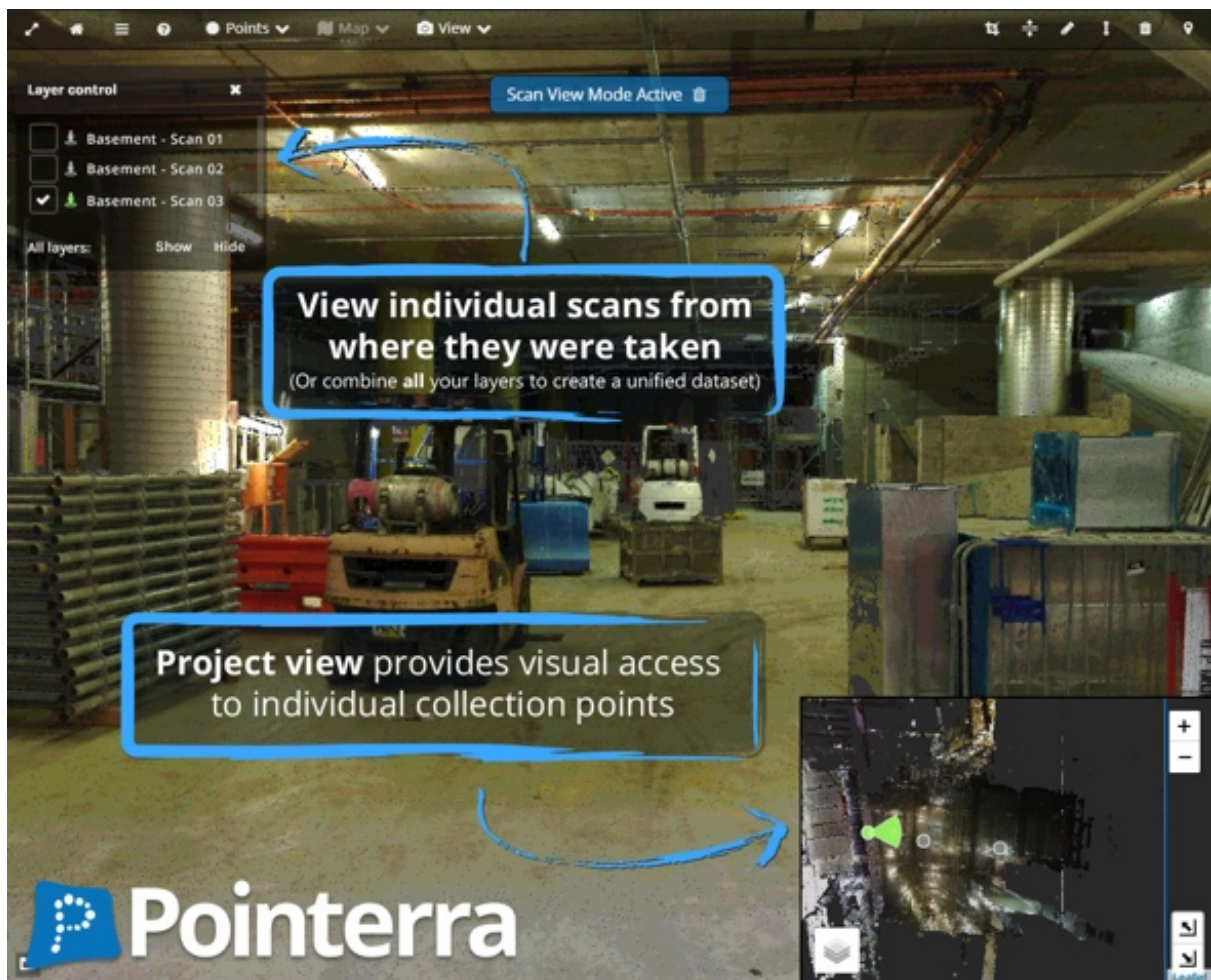 Points
Map
View
Layer control
Scan View Mode Active
Basement - Scan 01
Basement - Scan 02
Basement - Scan 03
All layers: Show Hide
View individual scans from
where they were taken
(Or combine all your layers to create a unified dataset)
Project view provides visual access
to individual collection points
+
−
Pointerra
Leaflet